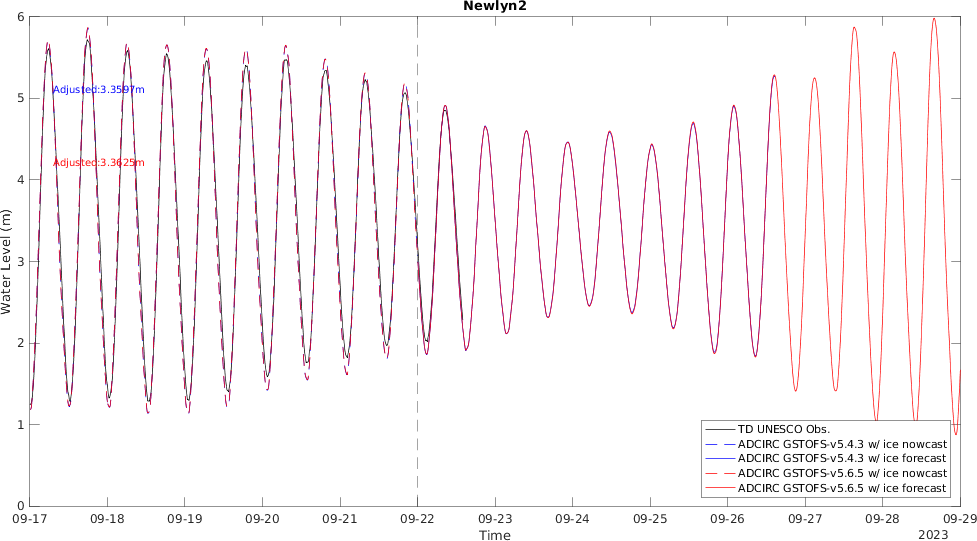 Newlyn2
6
5
4
3
2
1
0
Water Level (m)
Adjusted:3.3597m
Adjusted:3.3625m
TD UNESCO Obs.
ADCIRC GSTOFS-v5.4.3 w/ ice nowcast
ADCIRC GSTOFS-v5.4.3 w/ ice forecast
ADCIRC GSTOFS-v5.6.5 w/ ice nowcast
ADCIRC GSTOFS-v5.6.5 w/ ice forecast
09-17 09-18 09-19 09-20 09-21 09-22 09-23 09-24 09-25 09-26 09-27 09-28 09-29
Time
2023